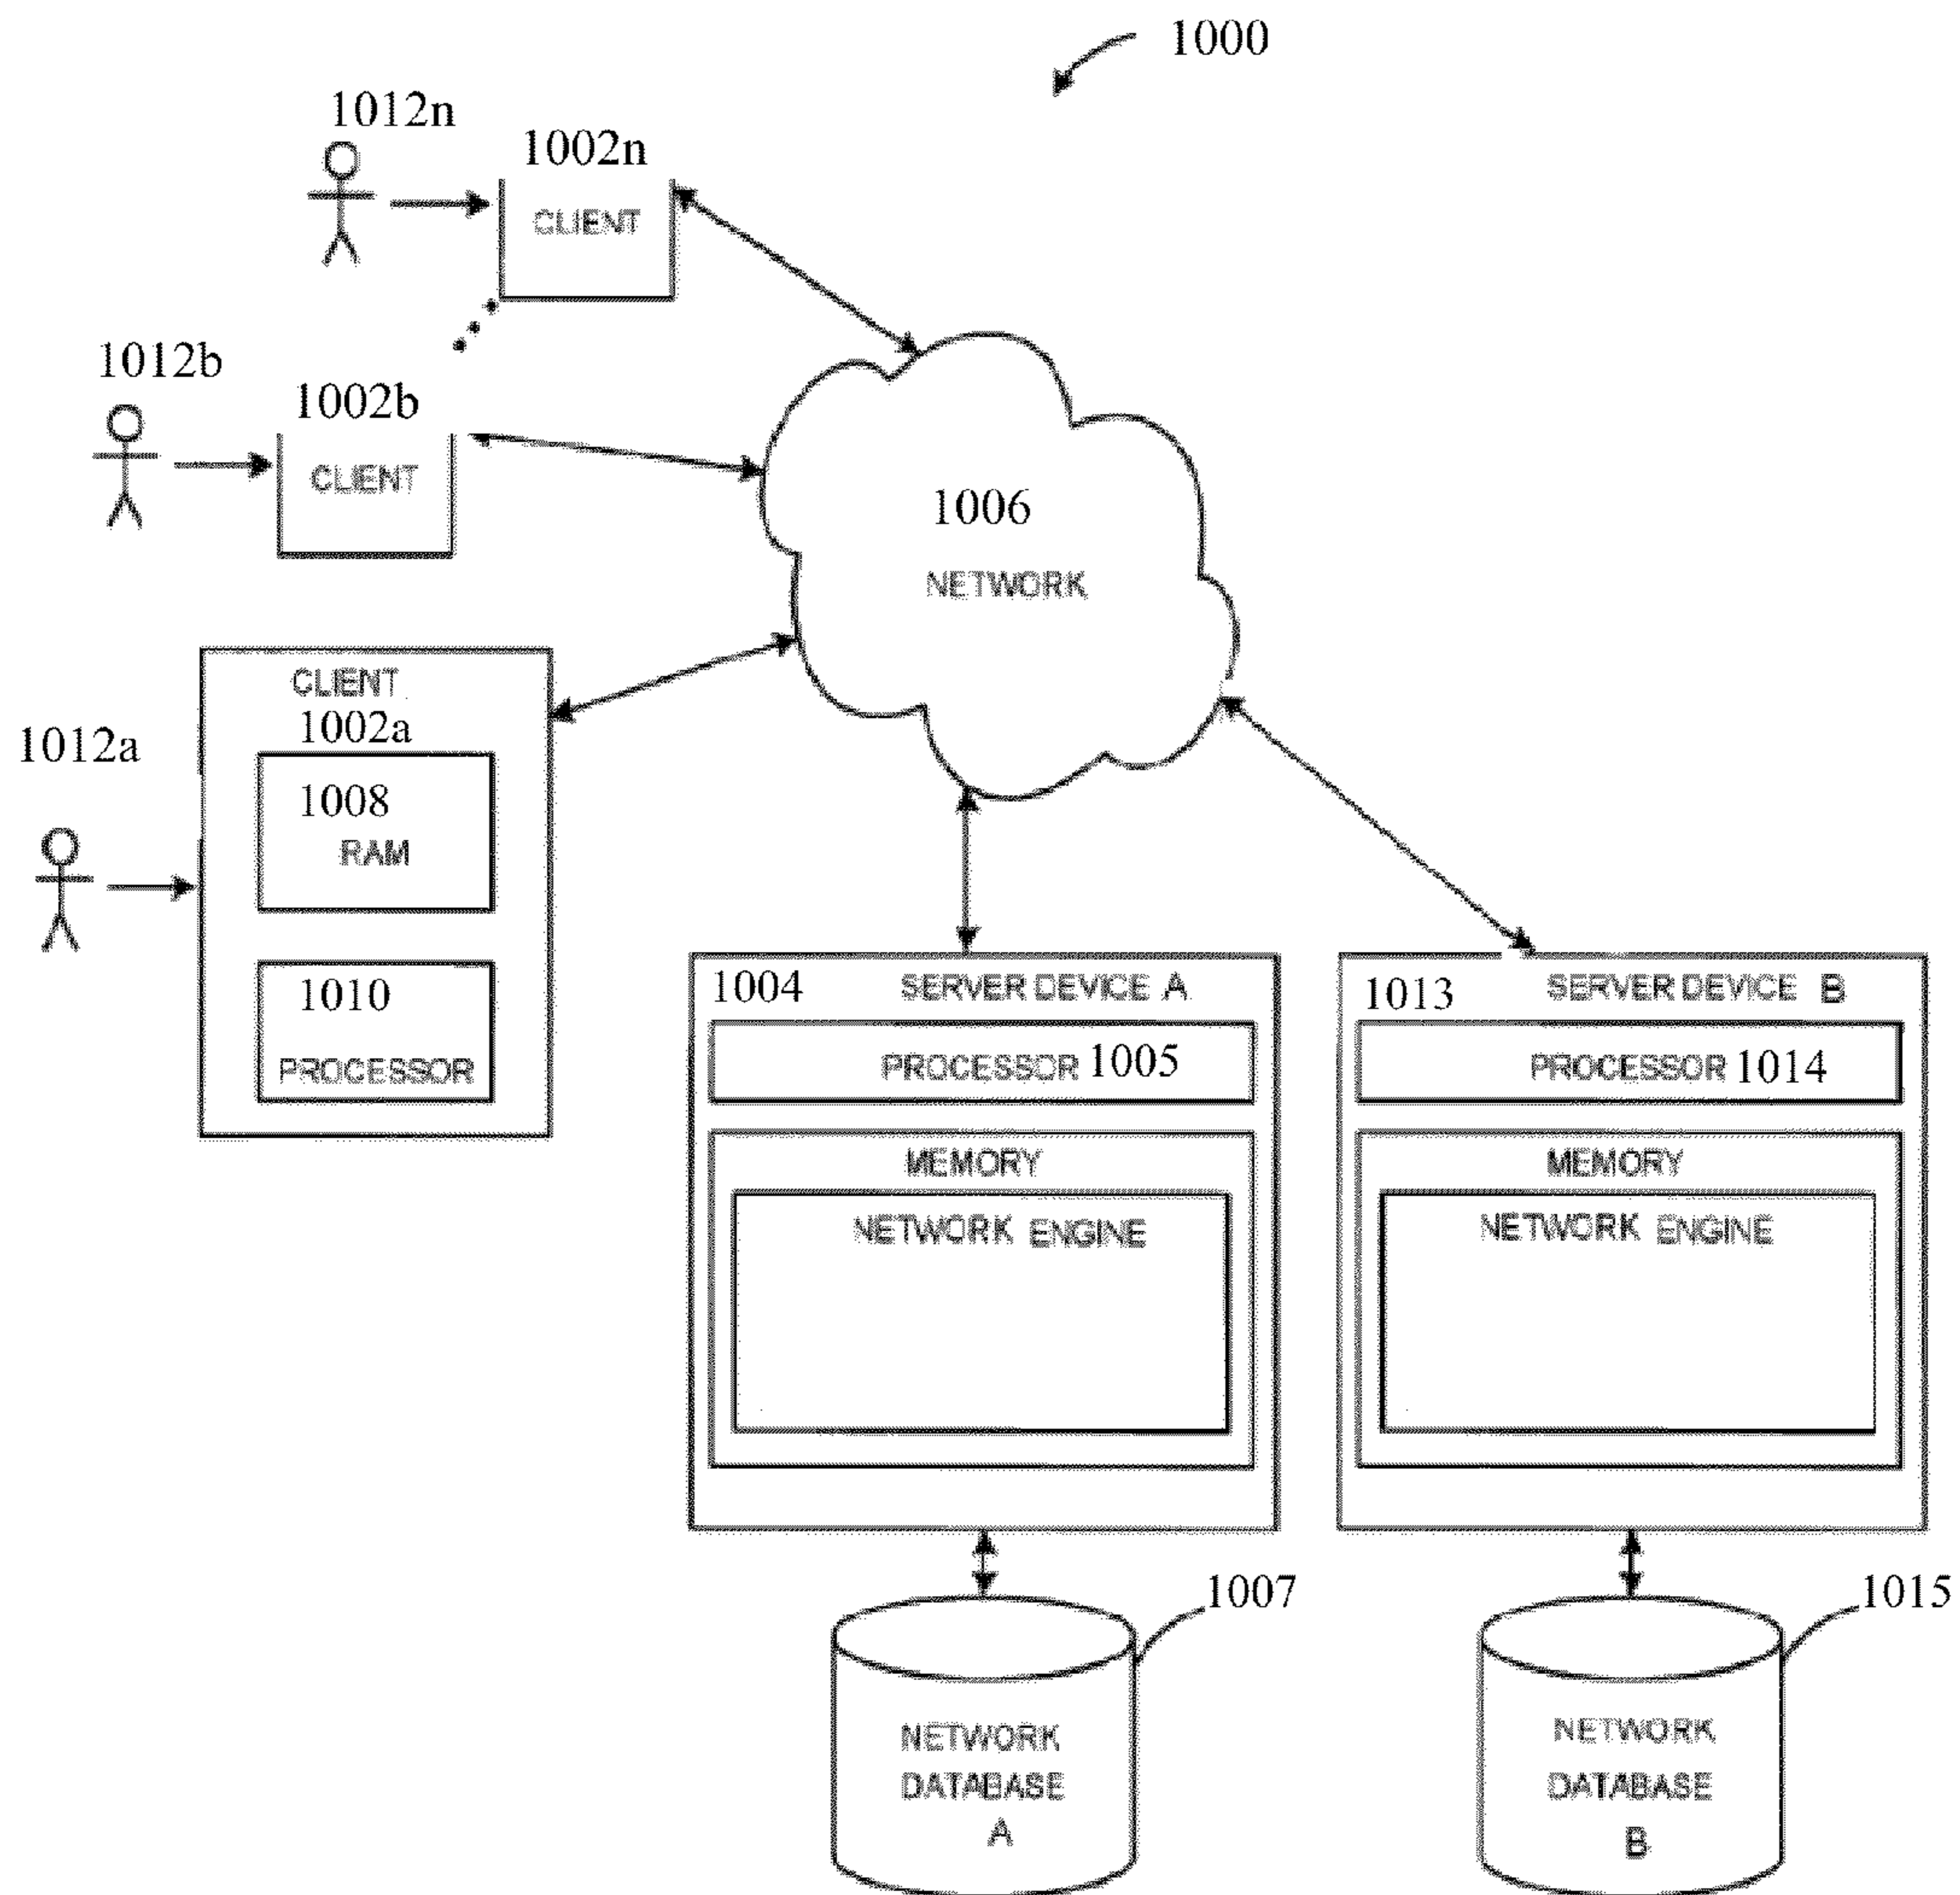 1000
1012n
1002n
CLIENT
1012b
1002b
CLIENT
1006
NETWORK
CLIENT
1002a
1012a
1008
RAM
1010
PROCESSOR
1004 SERVER DEVICE A
PROCESSOR 1005
MEMORY
NETWORK ENGINE
1013 SERVER DEVICE B
PROCESSOR 1014
MEMORY
NETWORK ENGINE
1007
NETWORK
DATABASE
A
1015
NETWORK
DATABASE
B